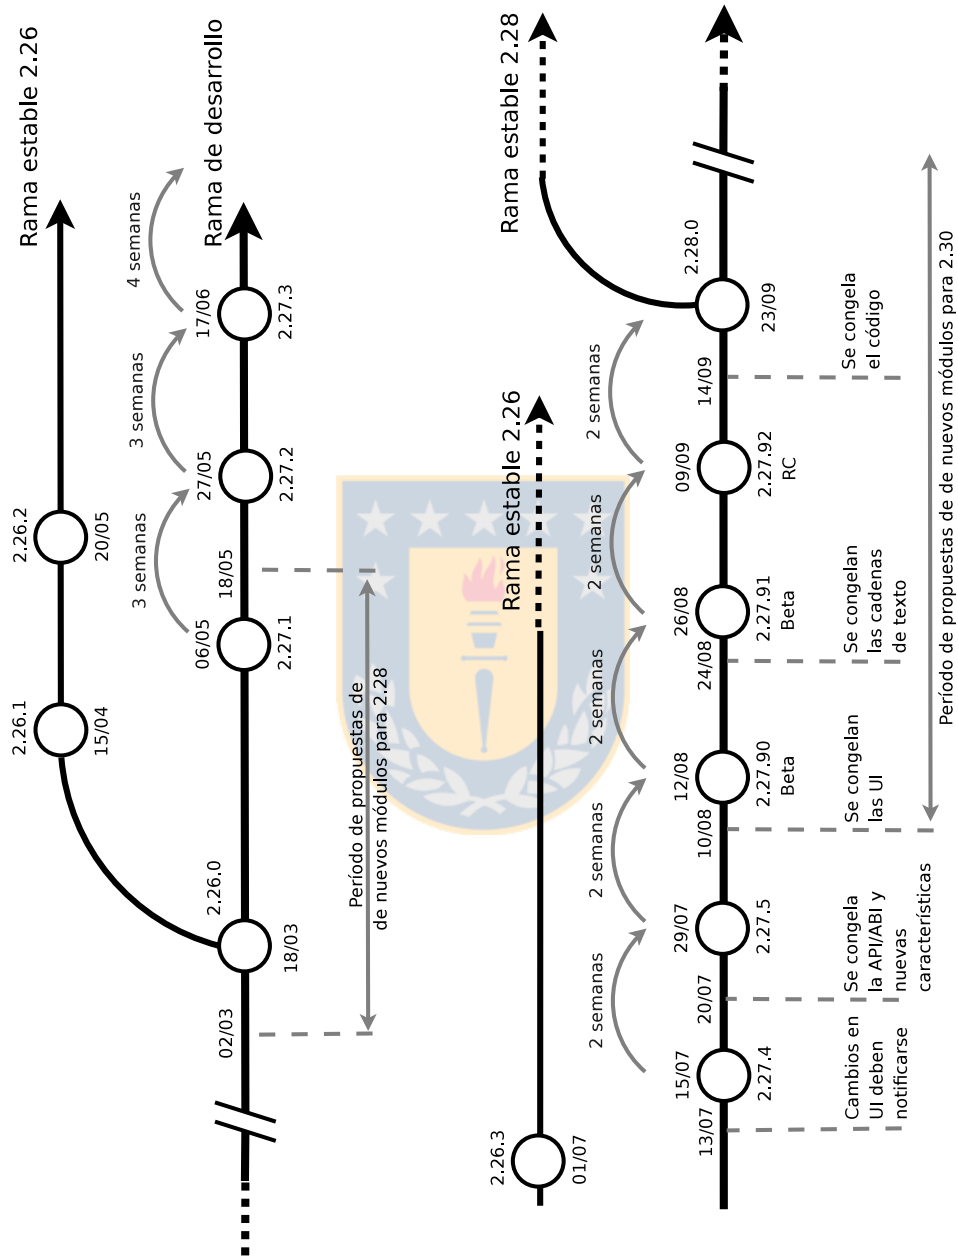 Rama estable 2.26
2.26.1
15/04
2.26.2
20/05
Rama de desarrollo
02/03
2.26.0
18/03
06/05
2.27.1
18/05
27/05
2.27.2
17/06
2.27.3
3 semanas
3 semanas
4 semanas
Período de propuestas de
de nuevos módulos para 2.28
Rama estable 2.28
Rama estable 2.26
2.26.3
01/07
2 semanas
2 semanas
2 semanas
2 semanas
2 semanas
13/07
15/07
2.27.4
20/07
29/07
2.27.5
10/08
12/08
2.27.90
Beta
24/08
26/08
2.27.91
Beta
09/09
2.27.92
RC
14/09
2.28.0
23/09
Cambios en
UI deben
notificarse
Se congela
la API/ABI y
nuevas
características
Se congelan
las UI
Se congelan
las cadenas
de texto
Se congela
el código
Período de propuestas de de nuevos módulos para 2.30